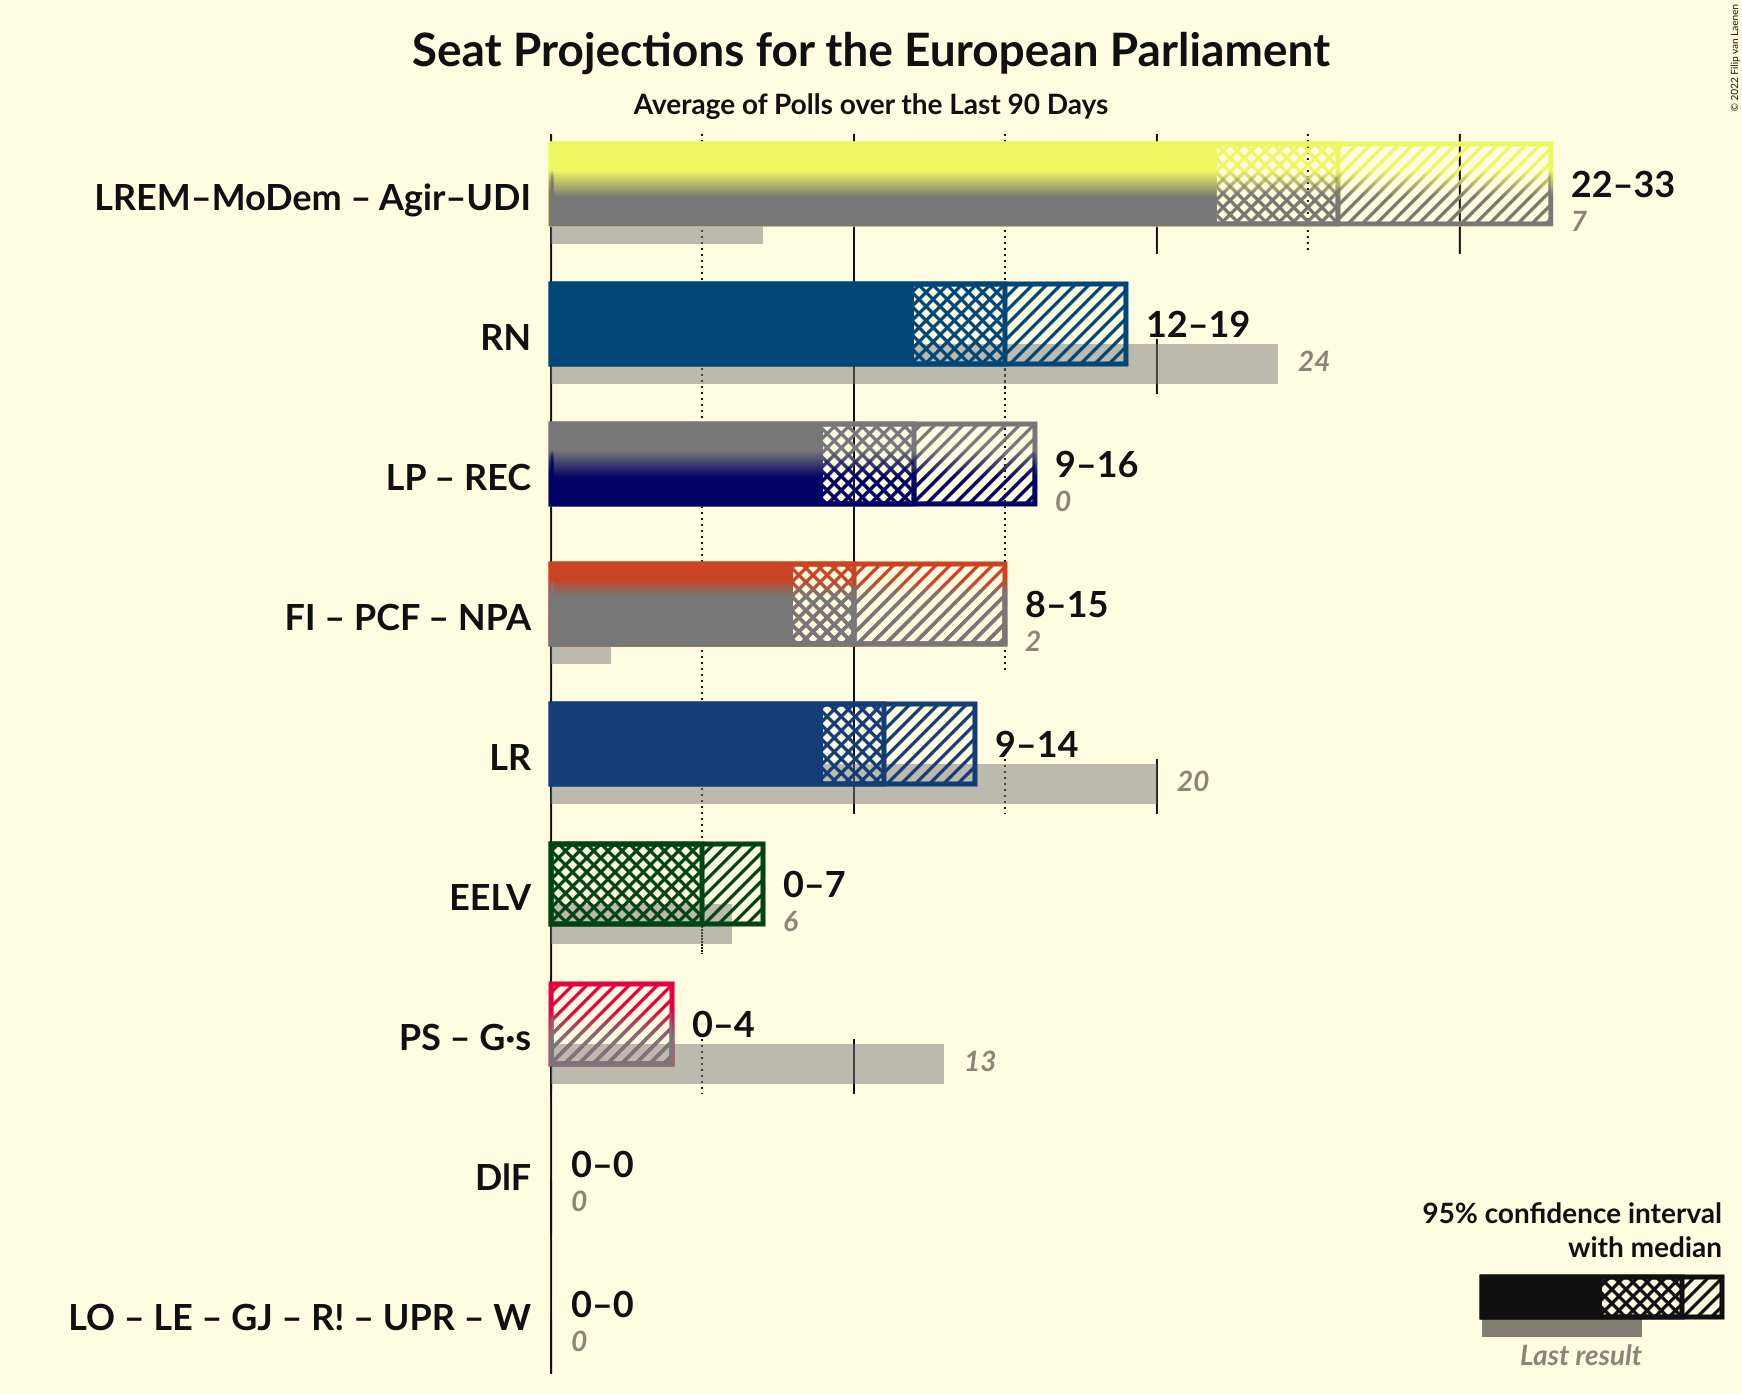 Seat Projections for the European Parliament
Average of Polls over the Last 90 Days
© 2022 Filip van Laenen
LREM–MoDem – Agir–UDI
22–33
7
RN
12–19
24
LP – REC
9–16
0
FI – PCF – NPA
8–15
2
LR
9–14
20
EELV
0–7
6
PS – G·s
0–4
13
DlF
0–0
0
LO – LE – GJ – R! – UPR – W
0–0
0
95% confidence interval
with median
Last result